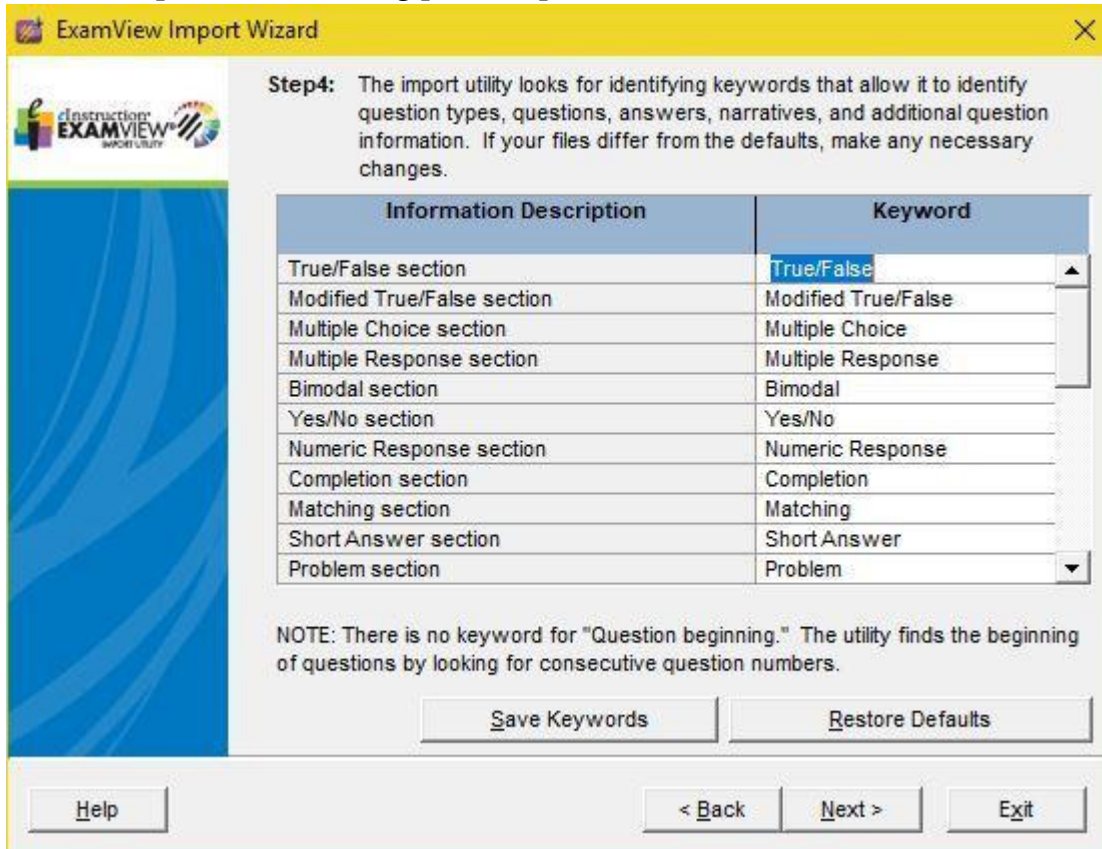 ExamView Import Wizard
eInstruction®
EXAMVIEW®
IMPORT UTILITY
Step4: The import utility looks for identifying keywords that allow it to identify
question types, questions, answers, narratives, and additional question
information. If your files differ from the defaults, make any necessary
changes.
Information Description Keyword
True/False section True/False
Modified True/False section Modified True/False
Multiple Choice section Multiple Choice
Multiple Response section Multiple Response
Bimodal section Bimodal
Yes/No section Yes/No
Numeric Response section Numeric Response
Completion section Completion
Matching section Matching
Short Answer section Short Answer
Problem section Problem
NOTE: There is no keyword for "Question beginning." The utility finds the beginning
of questions by looking for consecutive question numbers.
Save Keywords Restore Defaults
Help < Back Next > Exit